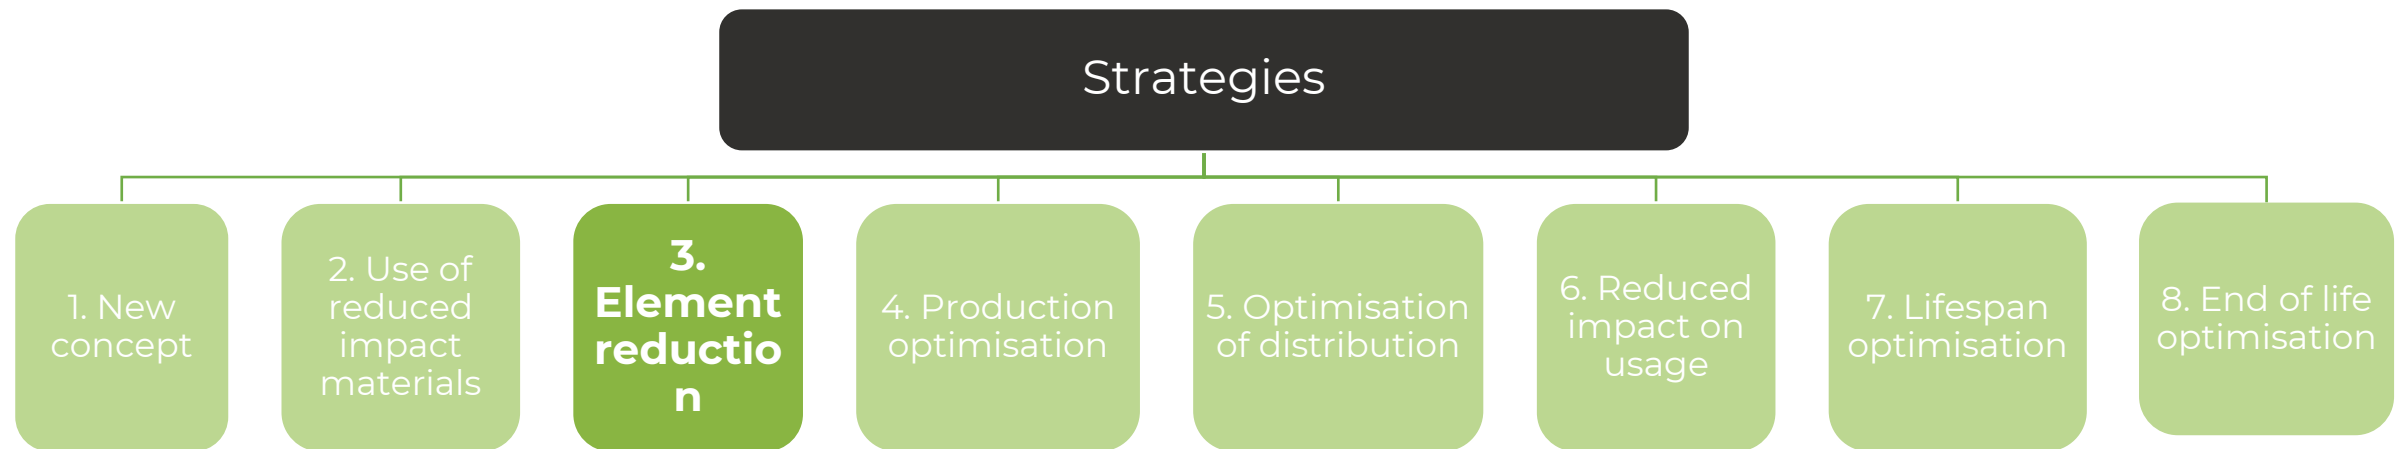 Strategies
1. New
concept
2. Use of
reduced
impact
materials
3.
Element
reductio
n
4. Production
optimisation
5. Optimisation
of distribution
6. Reduced
impact on
usage
7. Lifespan
optimisation
8. End of life
optimisation